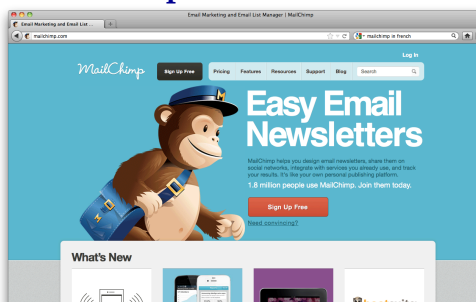 Email Marketing and Email List Manager | MailChimp
Email Marketing and Email List ...
mailchimp.com
mailchimp in french
Log In
MailChimp
Sign Up Free
Pricing
Features
Resources
Support
Blog
Search
Easy Email
Newsletters
MailChimp helps you design email newsletters, share them on
social networks, integrate with services you already use, and track
your results. It's like your own personal publishing platform.
1.8 million people use MailChimp. Join them today.
Sign Up Free
Need convincing?
What's New